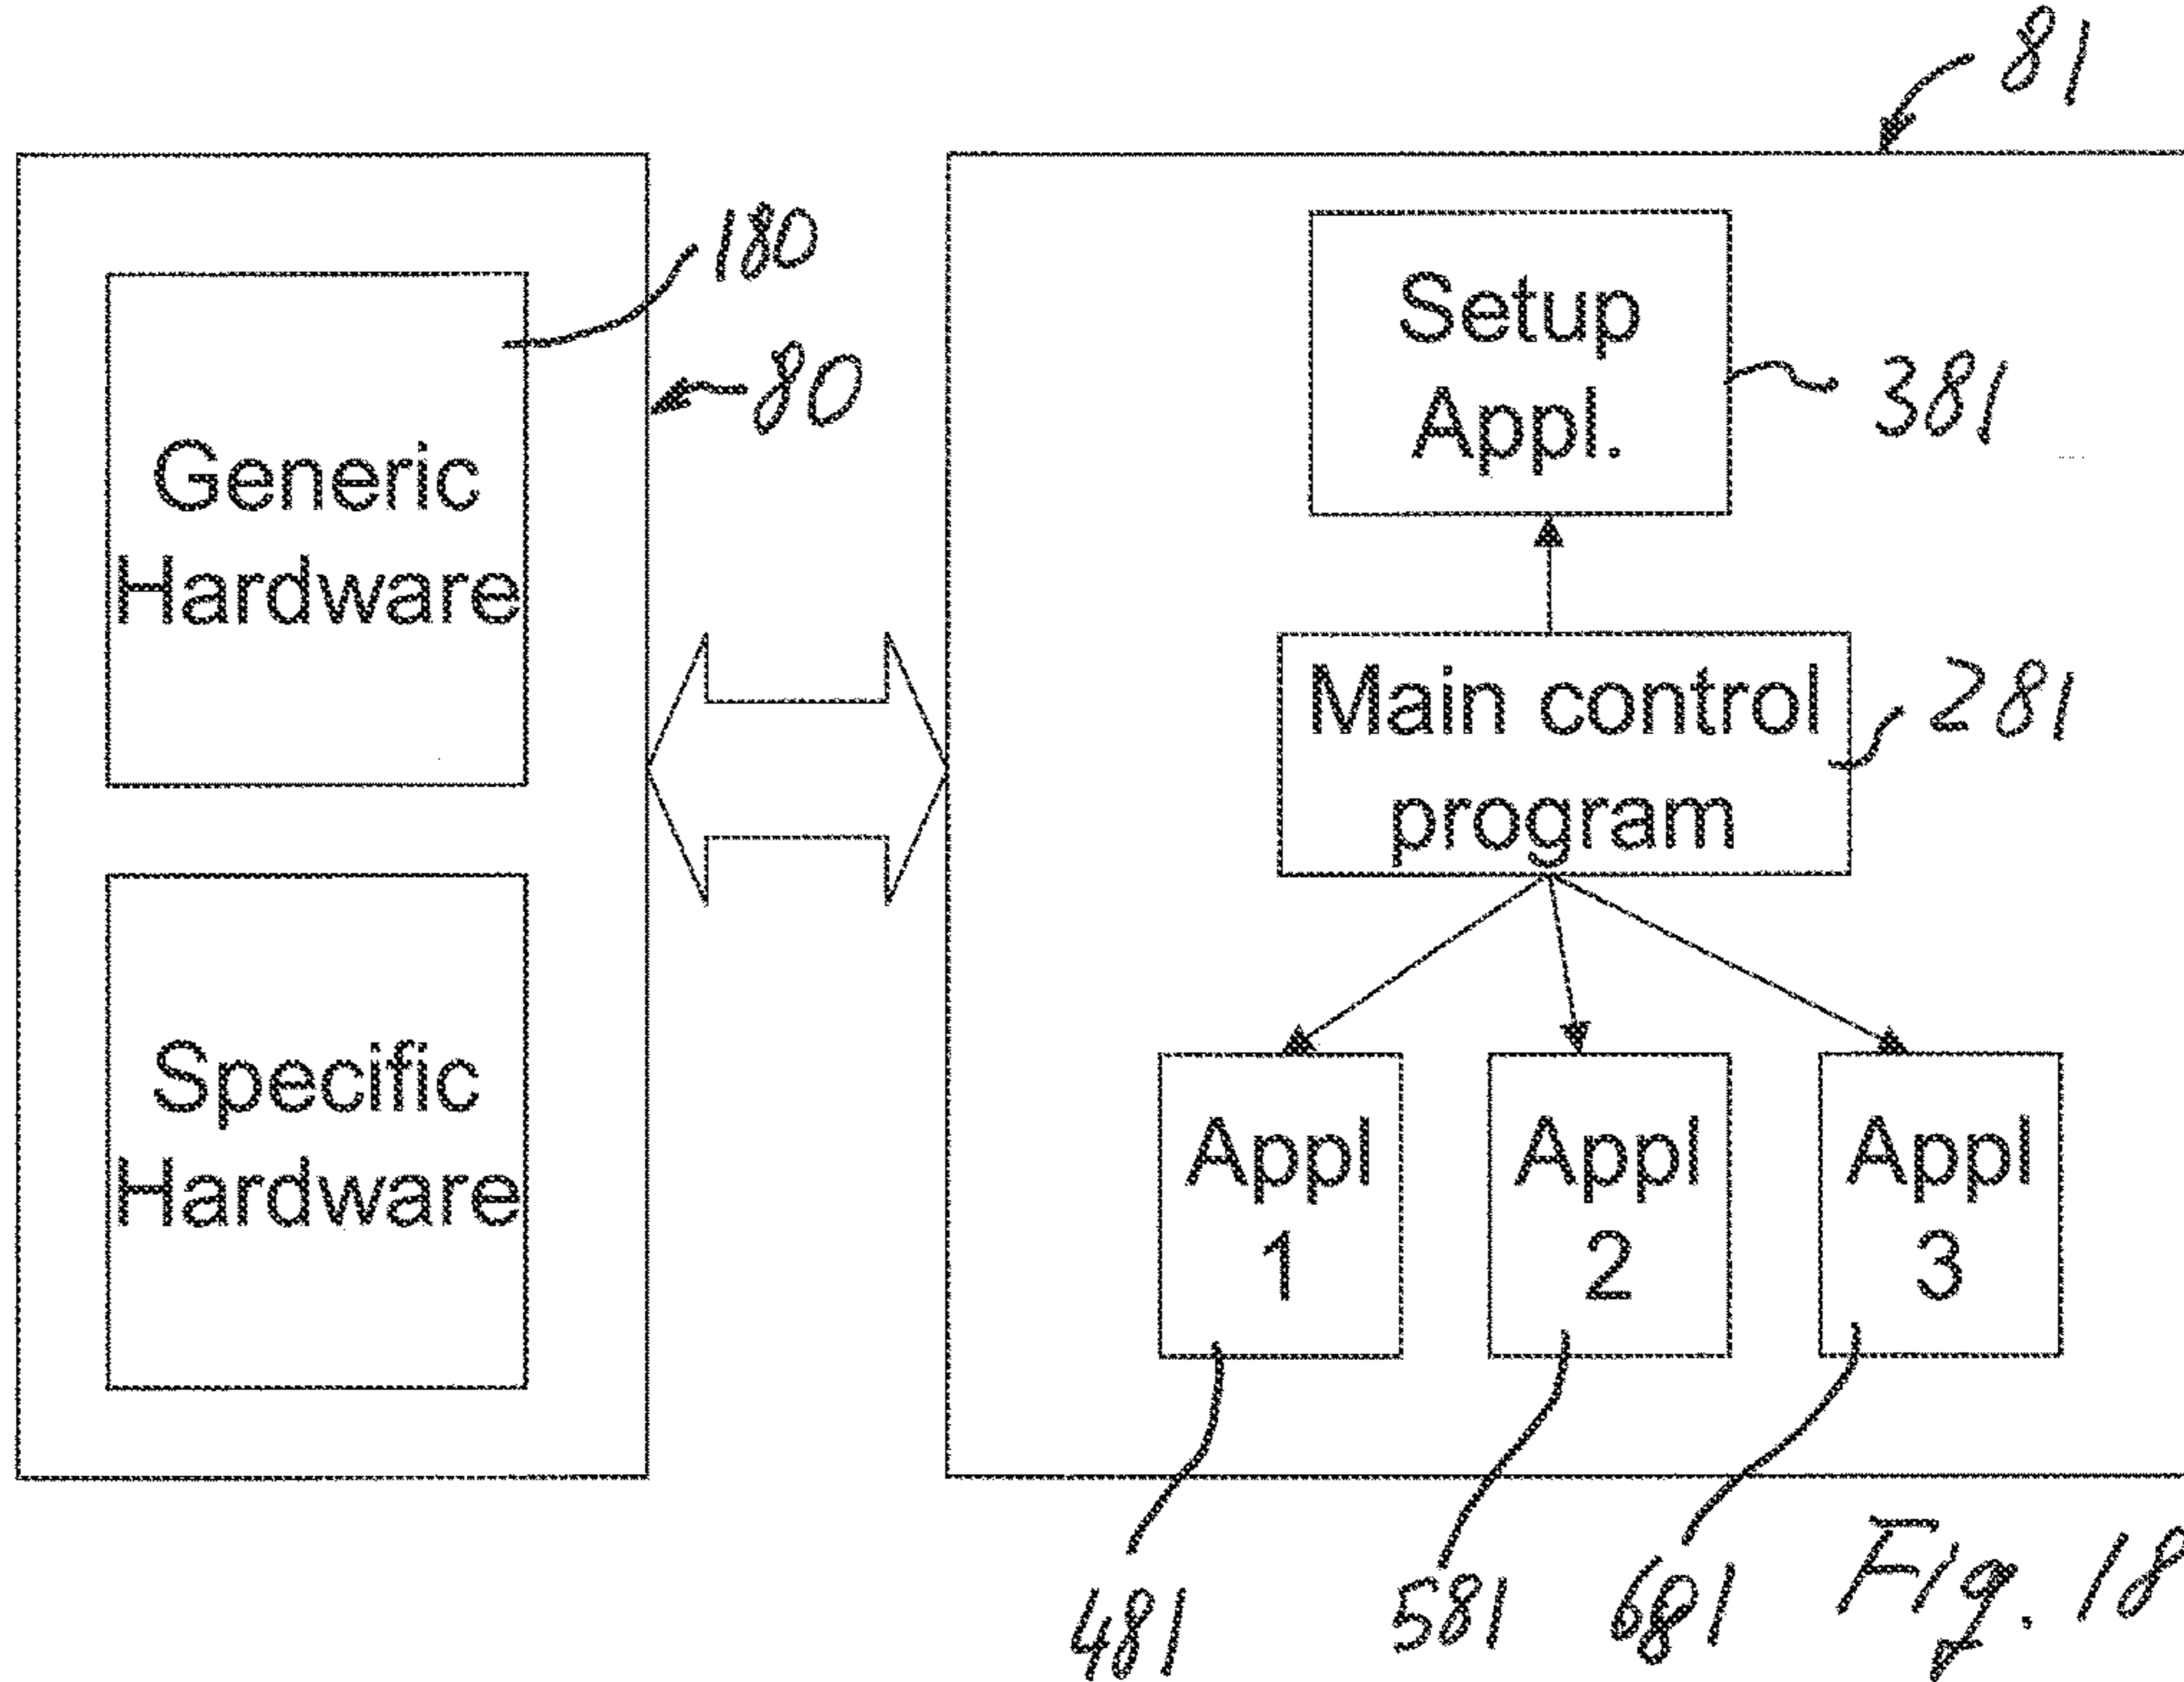 81
180
80
Generic
Hardware
Specific
Hardware
Setup
Appl.
381
Main control
program
281
Appl
1
Appl
2
Appl
3
481
581
681
Fig. 18